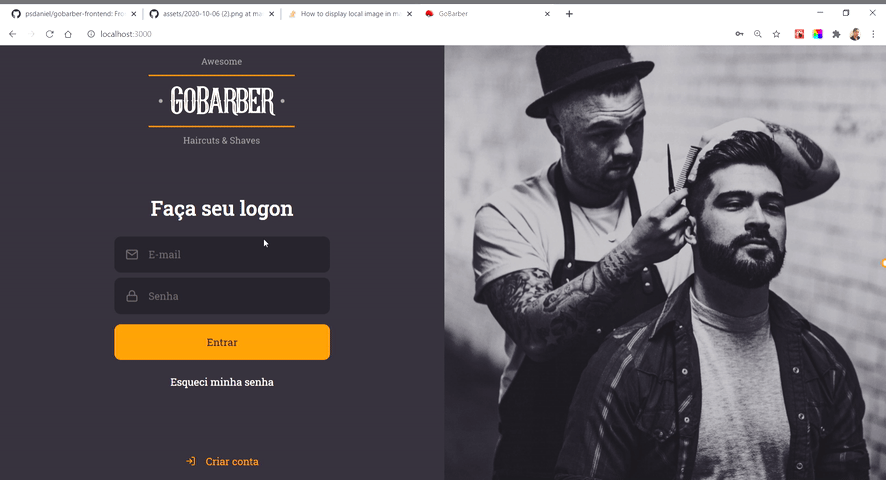 psdaniel/gobarber-frontend: Fro
assets/2020-10-06 (2).png at ma
How to display local image in ma
GoBarber
localhost:3000
Awesome
GOBARBER
Haircuts & Shaves
Faça seu logon
E-mail
Senha
Entrar
Esqueci minha senha
Criar conta